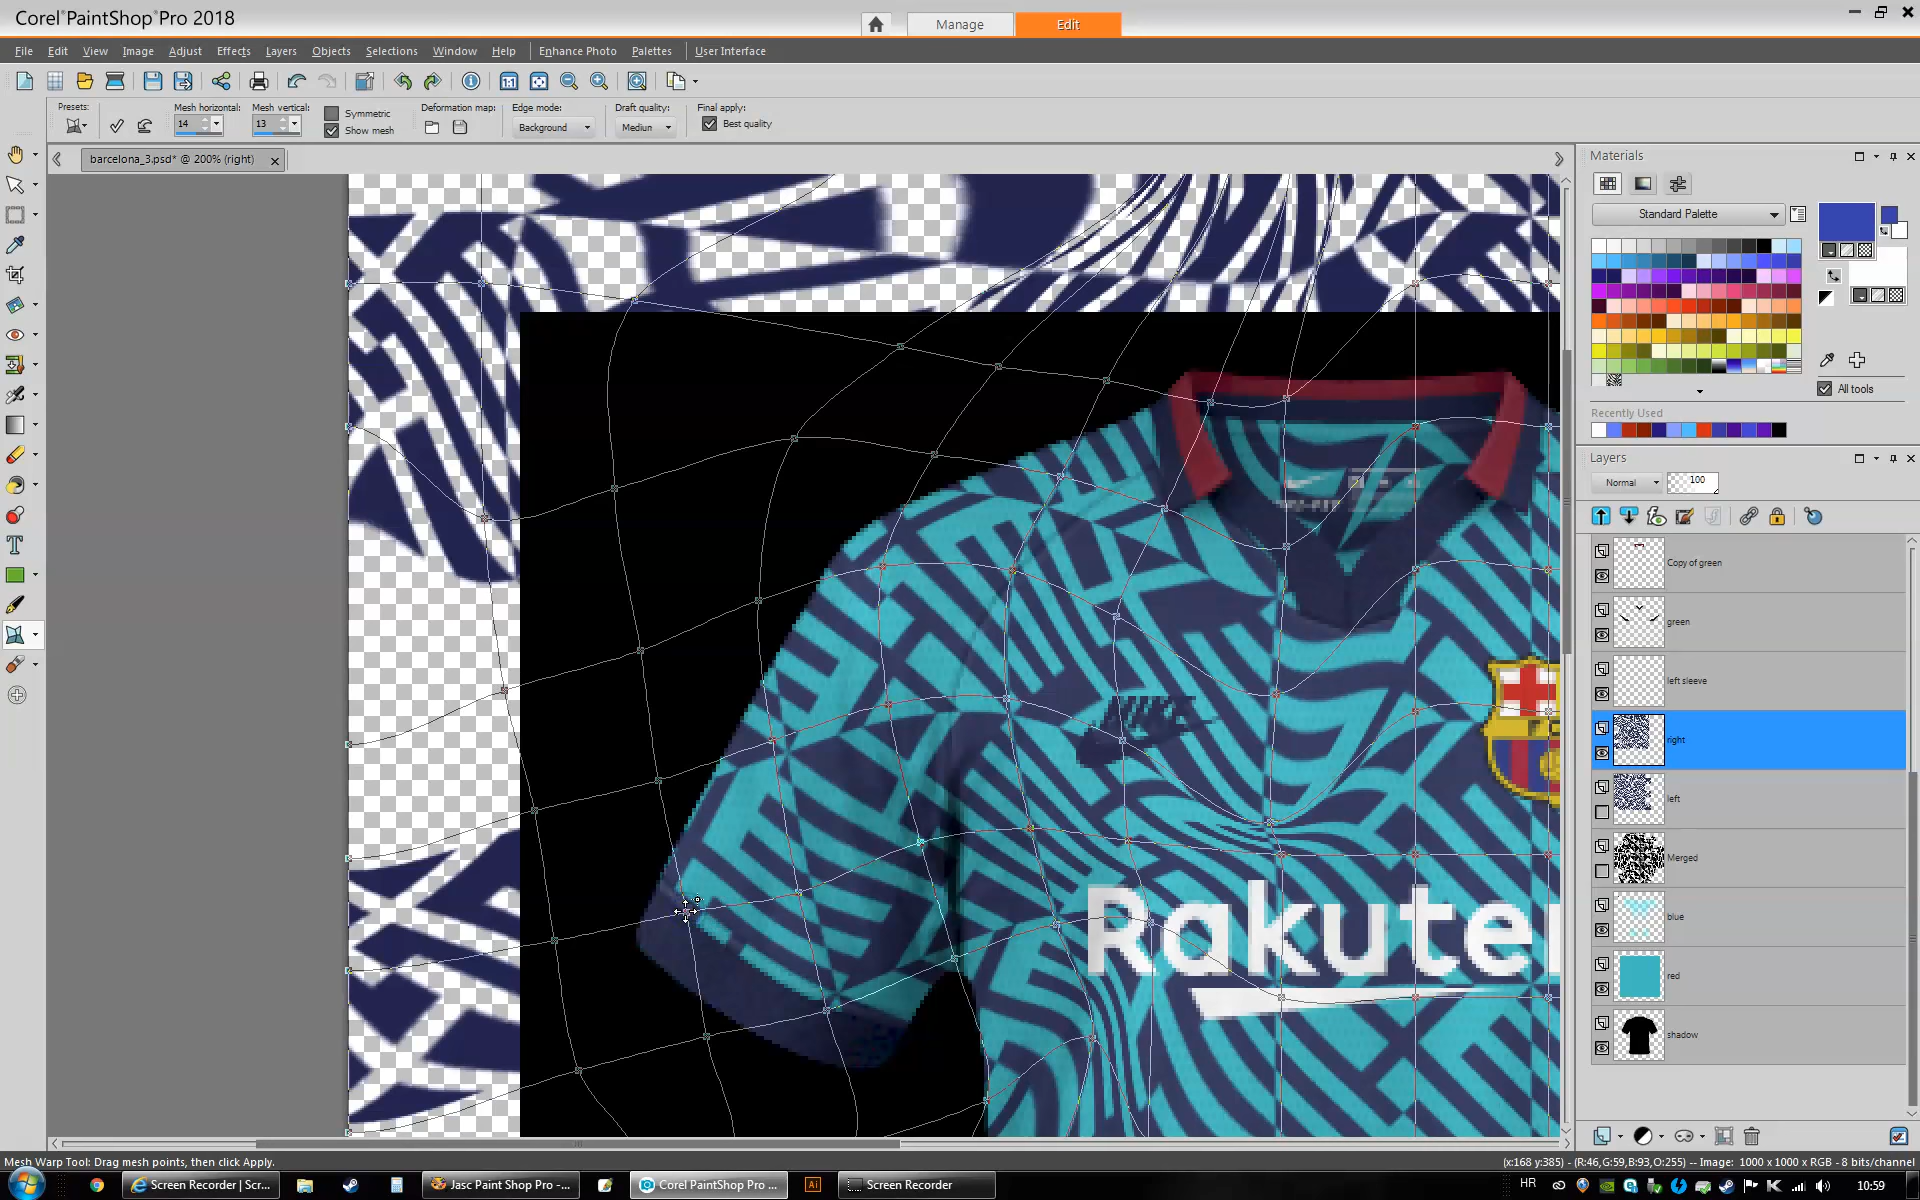 Corel PaintShop Pro 2018
Manage
Edit
File Edit View Image Adjust Effects Layers Objects Selections Window Help Enhance Photo Palettes User Interface
Presets:
Mesh horizontal:
14
Mesh vertical:
13
Symmetric
Show mesh
Deformation map:
Edge mode:
Background
Draft quality:
Mediun
Final apply:
Best quality
barcelona_3.psd* @ 200% (right)
Materials
Standard Palette
All tools
Recently Used
Layers
Normal
100
Copy of green
green
left sleeve
right
left
Merged
blue
red
shadow
Rakuten
Mesh Warp Tool: Drag mesh points, then click Apply.
(x:168 y:385) - (R:46,G:59,B:93,O:255) -- Image: 1000 x 1000 x RGB - 8 bits/channel
Screen Recorder | Scr...
Jasc Paint Shop Pro -...
Corel PaintShop Pro ...
Ai
Screen Recorder
HR
10:59